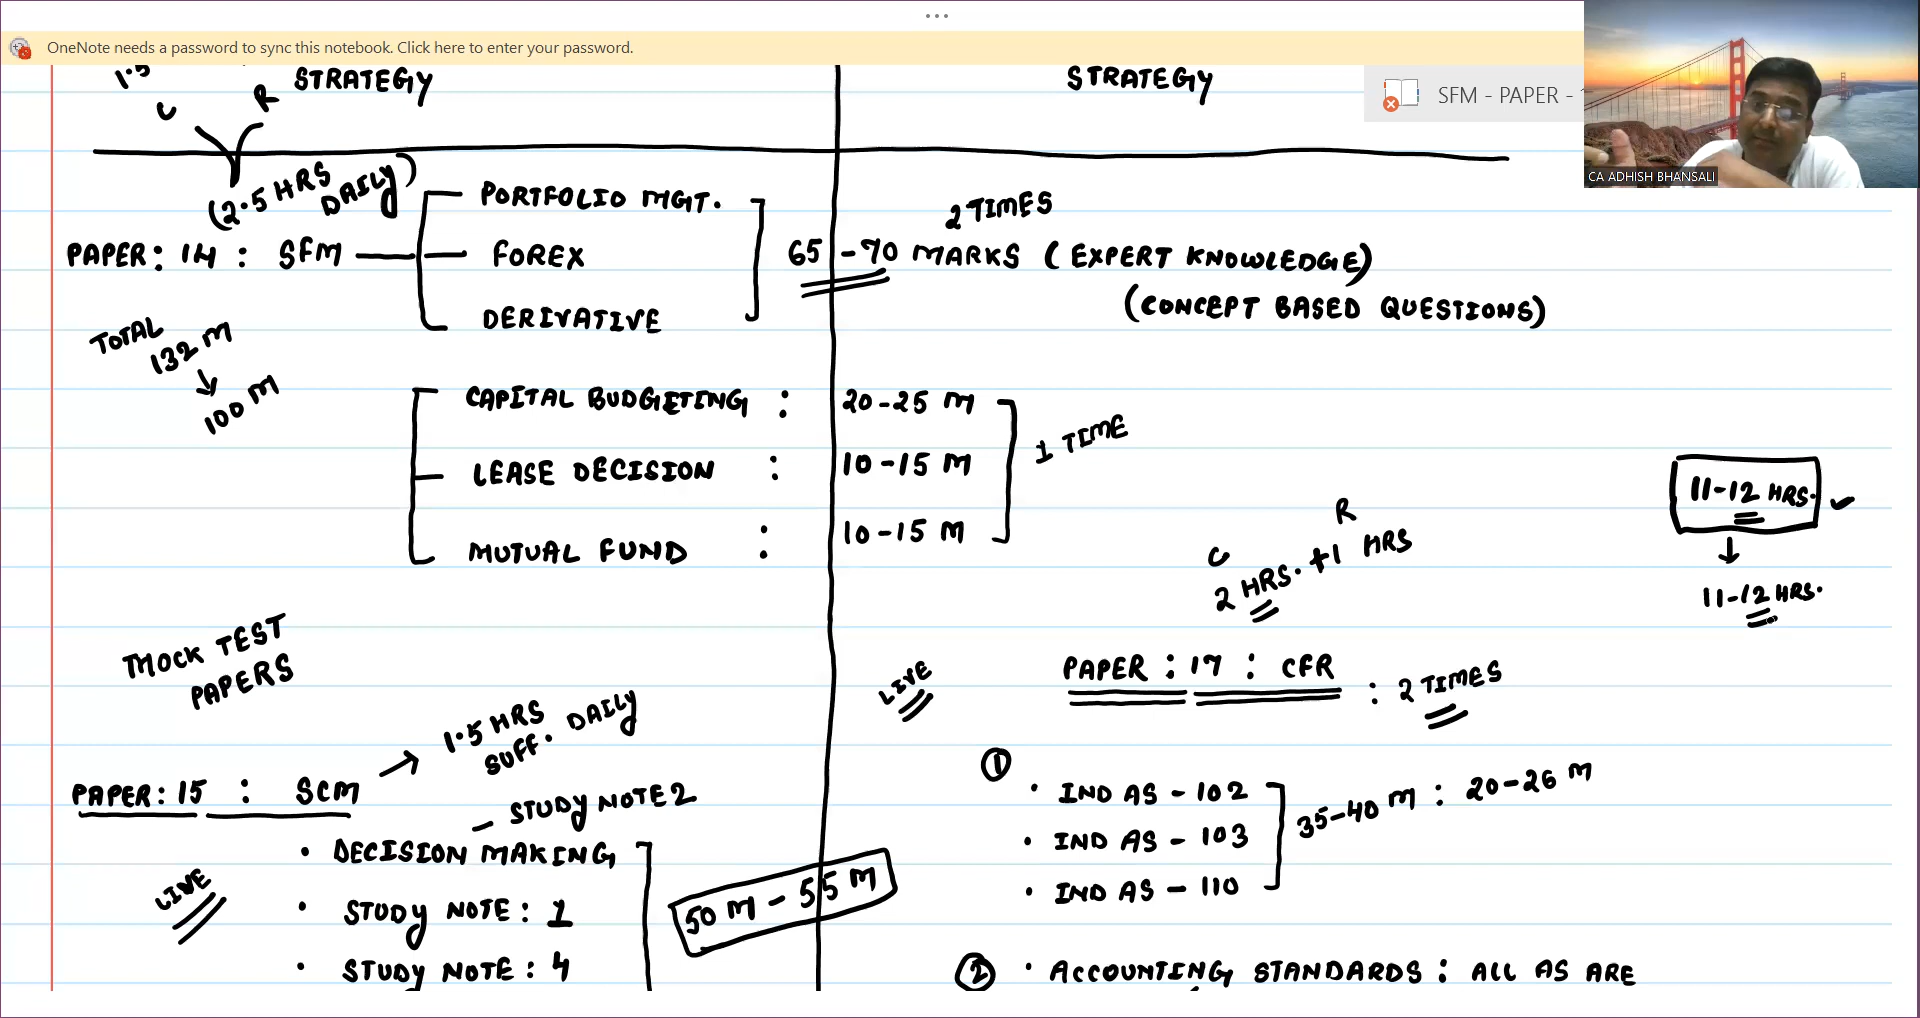 OneNote needs a password to sync this notebook. Click here to enter your password.
SFM - PAPER -
CA ADHISH BHANSALI
1.5
C
R
STRATEGY
STRATEGY
(2.5 HRS
DAILY)
PAPER: 14 : SFM
PORTFOLIO MGT.
FOREX
DERIVATIVE
2 TIMES
65 - 70 MARKS (EXPERT KNOWLEDGE)
(CONCEPT BASED QUESTIONS)
TOTAL
132 M
100 M
CAPITAL BUDGETING : 20-25 M
LEASE DECISION : 10-15 M
MUTUAL FUND : 10-15 M
1 TIME
11-12 HRS.
11-12 HRS.
C
R
2 HRS. +1 HRS
MOCK TEST
PAPERS
LIVE
PAPER : 17 : CFR : 2 TIMES
1.5 HRS
SUFF. DAILY
PAPER: 15 : SCM
- STUDY NOTE 2
• DECISION MAKING
LIVE
• STUDY NOTE : 1
• STUDY NOTE : 4
50 M - 55 M
1
• IND AS - 102
• IND AS - 103
• IND AS - 110
35-40 M : 20-26 M
2 • ACCOUNTING STANDARDS : ALL AS ARE